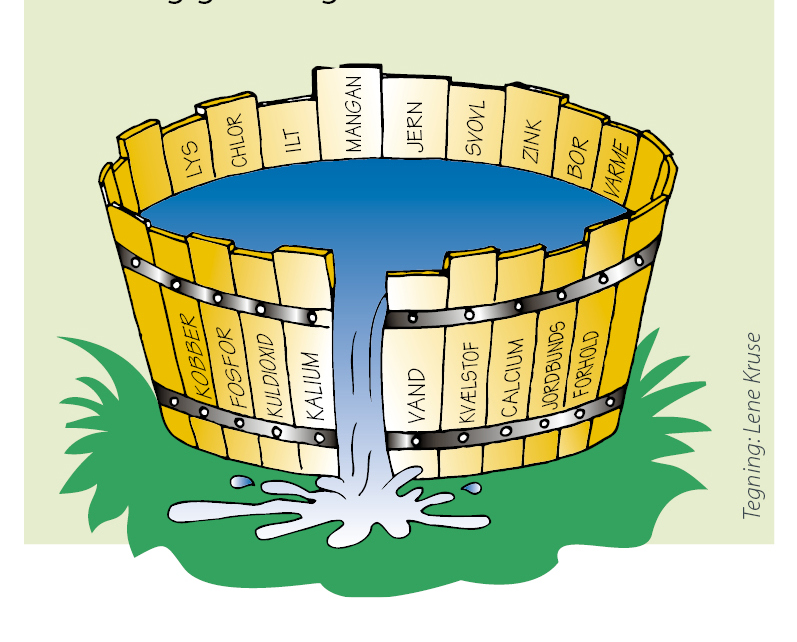 LYS
CHLOR
ILT
MANGAN
JERN
SVOVL
ZINK
BOR
VARME
KOBBER
FOSFOR
KULDIOXID
KALIUM
VAND
KVÆLSTOF
CALCIUM
JORDBUNDS
FORHOLD
Tegning: Lene Kruse